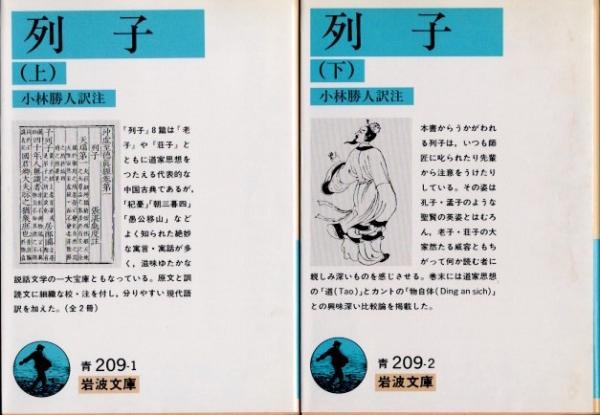 列子
(上)
小林勝人訳注
『列子』8篇は『老
子』や『荘子』と
ともに道家思想を
つたえる代表的な
中国古典であるが、
「杞憂」「朝三暮四」
「愚公移山」など
よく知られた絶妙
な寓言・寓話が多
く、滋味ゆたかな
説話文学の一大宝庫ともなっている。原文と訓
読文に細緻な校・注を付し、分りやすい現代語
訳を加えた。(全2冊)
青 209-1
岩波文庫
列子
(下)
小林勝人訳注
本書からうかがわれ
る列子は、いつも師
匠に叱られたり先輩
から注意をうけたり
している。その姿は
孔子・孟子のような
聖賢の英姿とはむろ
ん、老子・荘子の大
家然たる威容ともち
がって何か読む者に
親しみ深いものを感じさせる。巻末には道家思想
の「道(Tao)」とカントの「物自体(Ding an sich)」
との興味深い比較論を掲載した。
青 209-2
岩波文庫